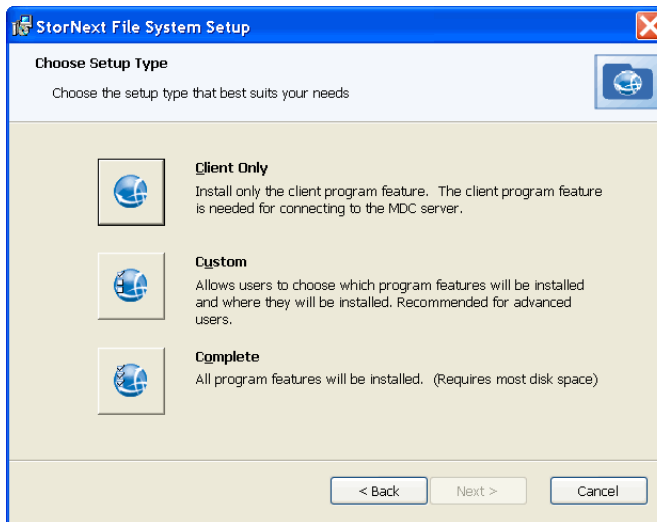 StorNext File System Setup
Choose Setup Type
Choose the setup type that best suits your needs
Client Only
Install only the client program feature. The client program feature
is needed for connecting to the MDC server.
Custom
Allows users to choose which program features will be installed
and where they will be installed. Recommended for advanced
users.
Complete
All program features will be installed. (Requires most disk space)
< Back
Next >
Cancel